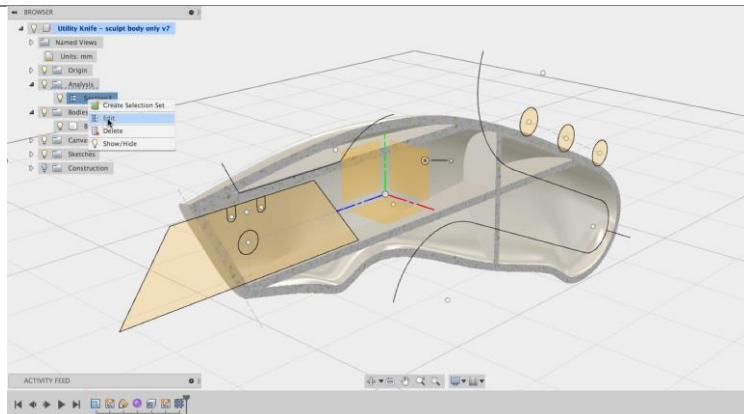 BROWSER
Utility Knife - sculpt body only v7
Named Views
Units: mm
Origin
Analysis
Create Selection Set
Bodies
Edit
Delete
Canva
Show/Hide
Sketches
Construction
ACTIVITY FEED